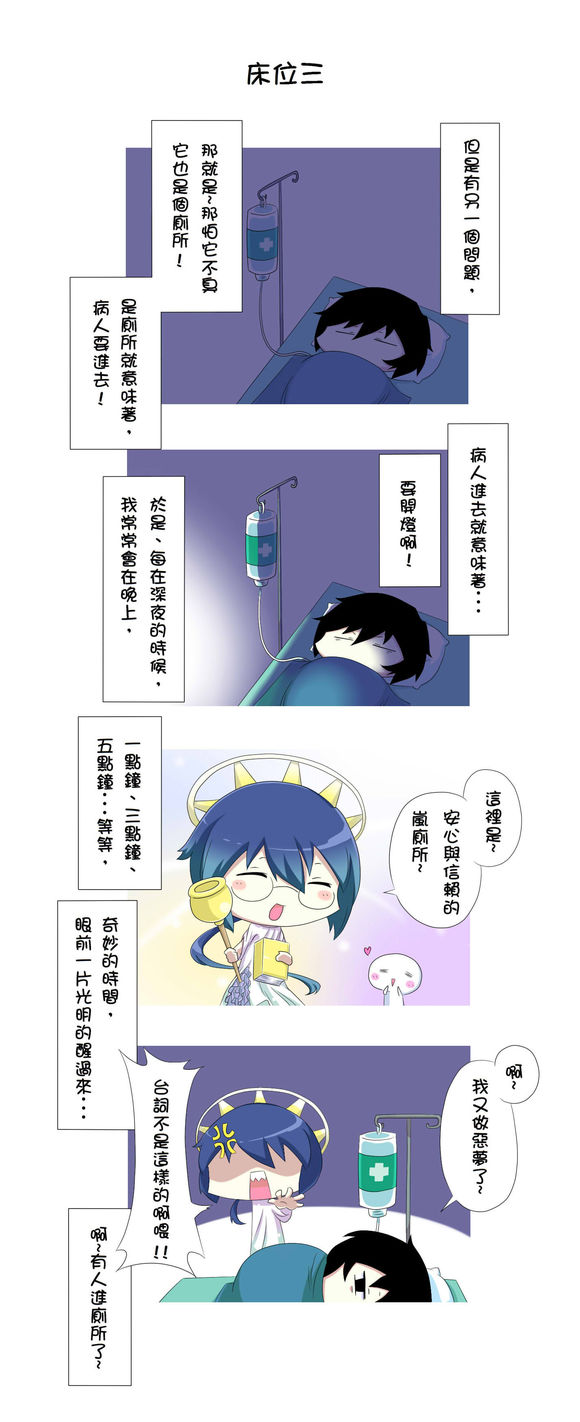 床位三
但是有另一個問題，
那就是~那怕它不真
它也是個廁所！
是廁所就意味著，
病人要進去！
病人進去就意味著...
要開燈啊！
於是、每在深夜的時候，
我常常會在晚上，
一點鐘、三點鐘、
五點鐘...等等，
這裡是~
安心與信賴的
嵐廁所~
奇妙的時間，
眼前一片光明的醒過來...
啊~
我又做惡夢了~
台詞不是這樣的啊喂!!
啊~有人進廁所了~